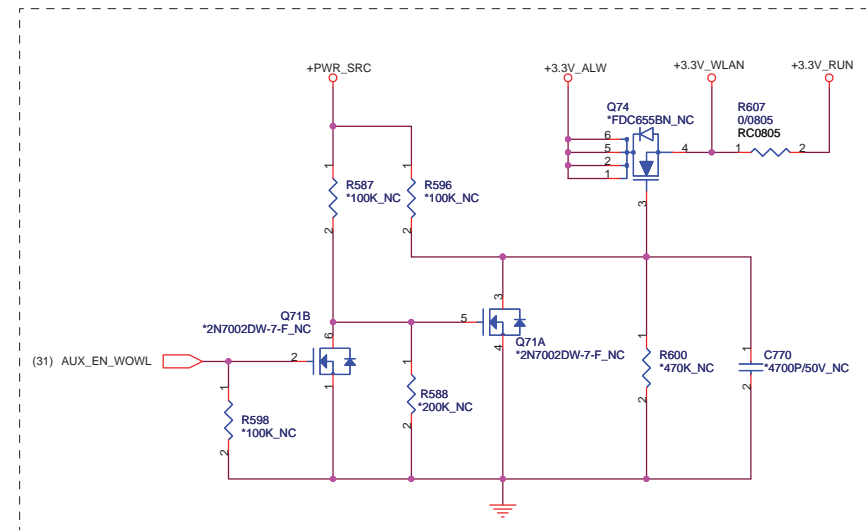 +PWR_SRC
+3.3V_ALW
+3.3V_WLAN
+3.3V_RUN
Q74
*FDC655BN_NC
6
5
2
1
4
3
R607
0/0805
RC0805
1
2
1
R587
*100K_NC
2
1
R596
*100K_NC
2
Q71B
*2N7002DW-7-F_NC
6
2
1
5
3
4
Q71A
*2N7002DW-7-F_NC
(31) AUX_EN_WOWL
1
R598
*100K_NC
2
1
R588
*200K_NC
2
1
R600
*470K_NC
2
1
C770
*4700P/50V_NC
2